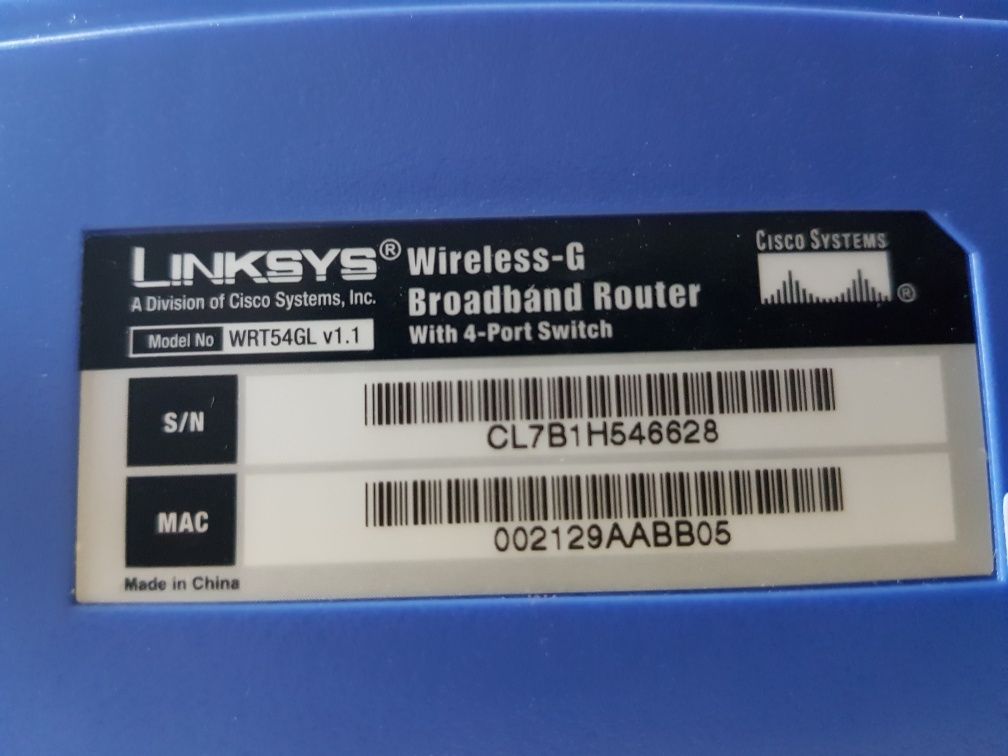 LINKSYS® Wireless-G
A Division of Cisco Systems, Inc.
Broadband Router
Model No WRT54GL v1.1
With 4-Port Switch
CISCO SYSTEMS
®
S/N
CL7B1H546628
MAC
002129AABB05
Made in China